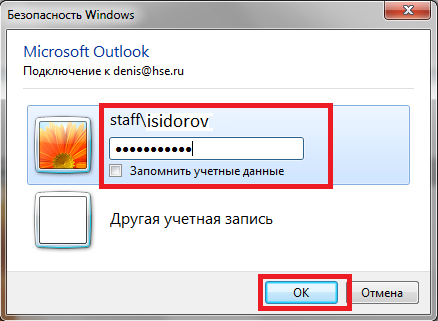 Безопасность Windows
Microsoft Outlook
Подключение к denis@hse.ru
staff\isidorov
•••••••••••
Запомнить учетные данные
Другая учетная запись
OK
Отмена